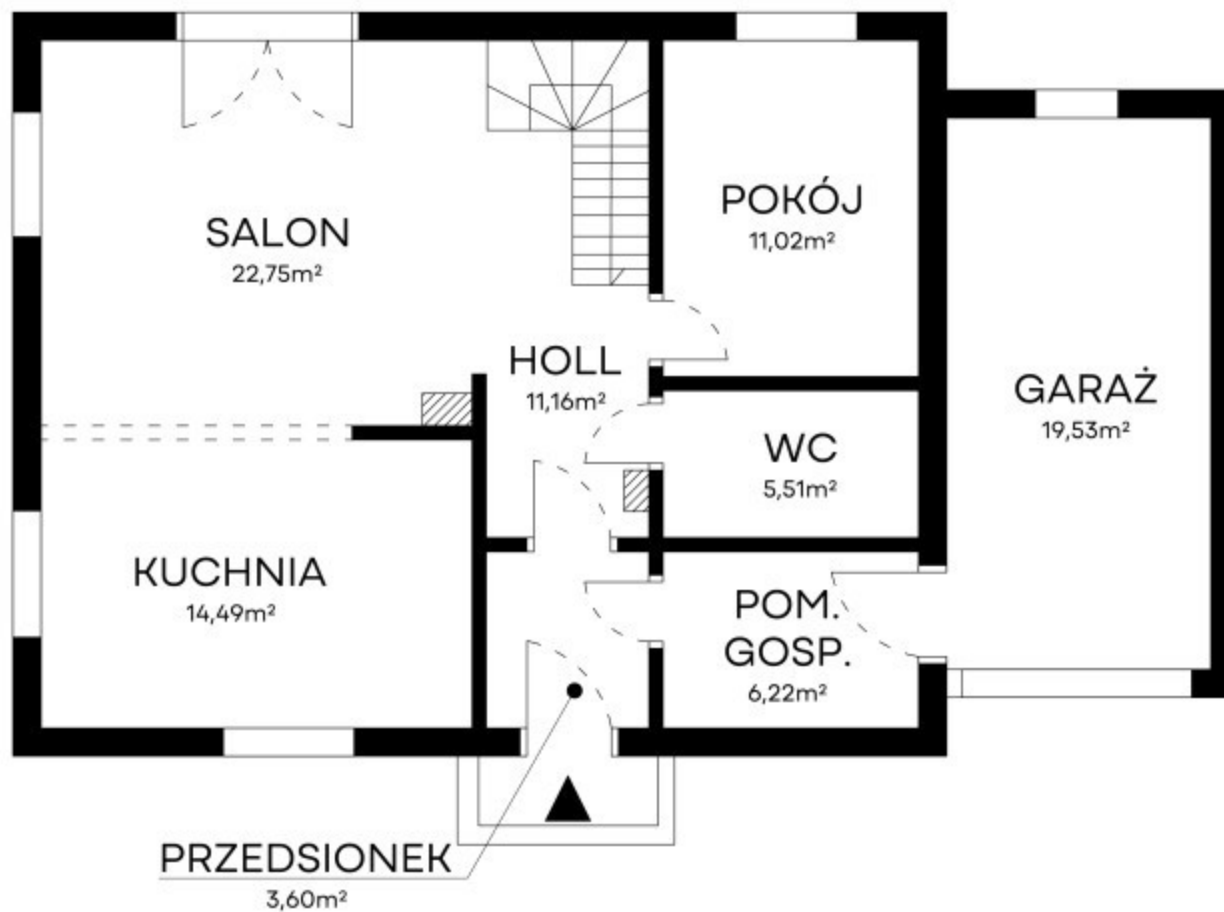 SALON
22,75m²
POKÓJ
11,02m²
HOLL
11,16m²
GARAŻ
19,53m²
WC
5,51m²
KUCHNIA
14,49m²
POM.
GOSP.
6,22m²
PRZEDSIONEK
3,60m²